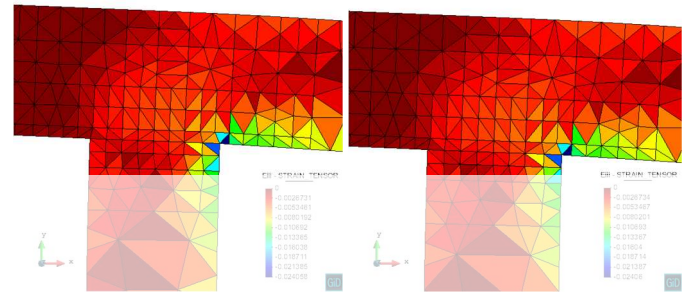 STRAIN_TENSOR
0
-0.0026731
-0.0053461
-0.0080192
-0.010692
-0.013365
-0.016038
-0.018711
-0.021385
-0.024058
y
x
GiD
STRAIN_TENSOR
0
-0.0026734
-0.0053467
-0.0080201
-0.010693
-0.013367
-0.01604
-0.018714
-0.021387
-0.02406
y
x
GiD